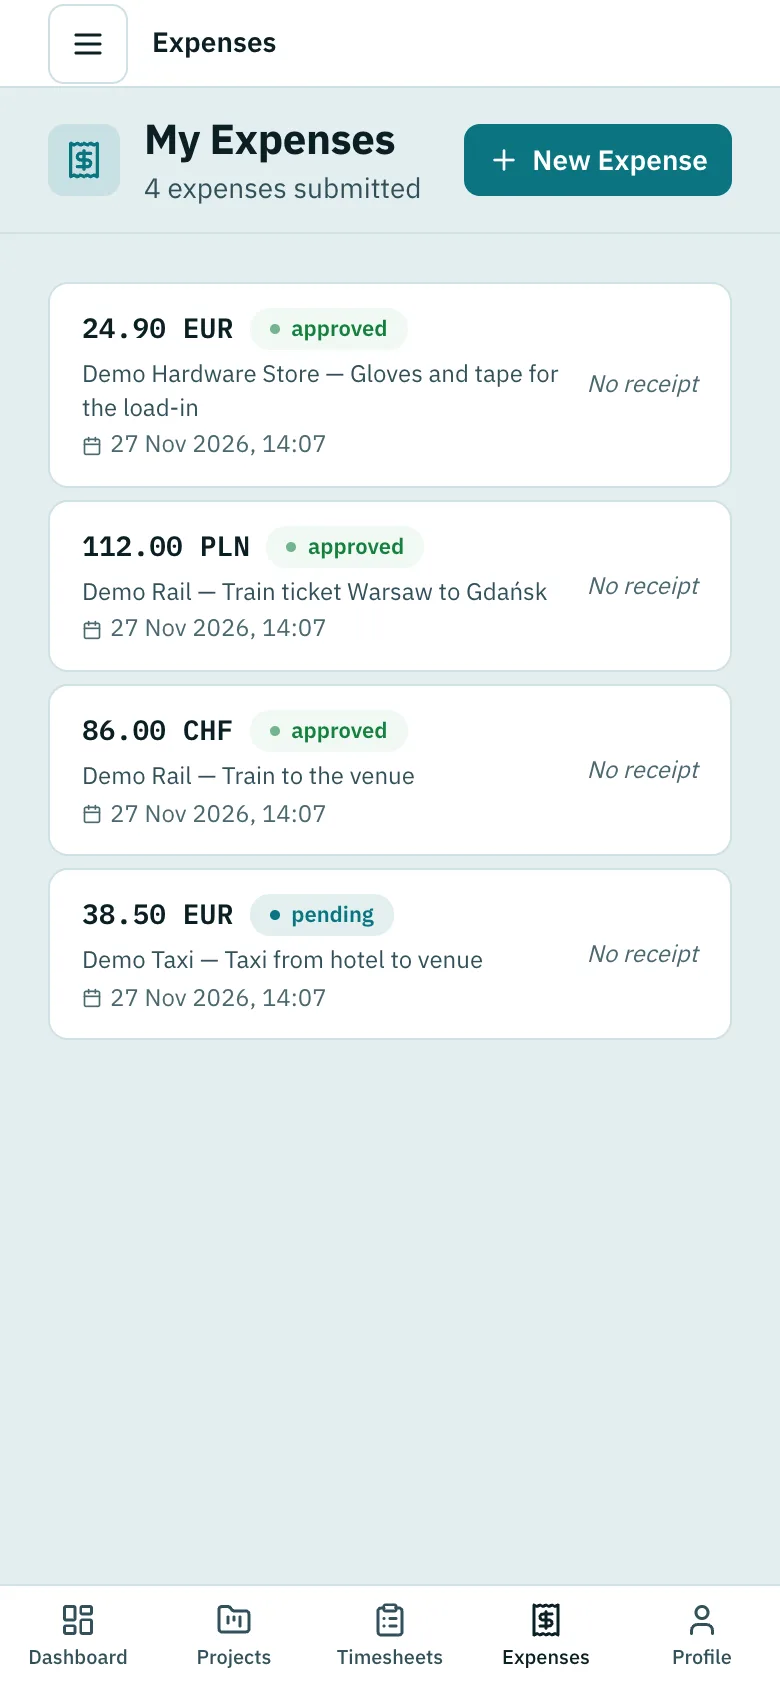 Expenses
My Expenses
4 expenses submitted
New Expense
24.90 EUR approved
Demo Hardware Store — Gloves and tape for
the load-in
No receipt
27 Nov 2026, 14:07
112.00 PLN approved
Demo Rail — Train ticket Warsaw to Gdańsk
No receipt
27 Nov 2026, 14:07
86.00 CHF approved
Demo Rail — Train to the venue
No receipt
27 Nov 2026, 14:07
38.50 EUR pending
Demo Taxi — Taxi from hotel to venue
No receipt
27 Nov 2026, 14:07
Dashboard Projects Timesheets Expenses Profile